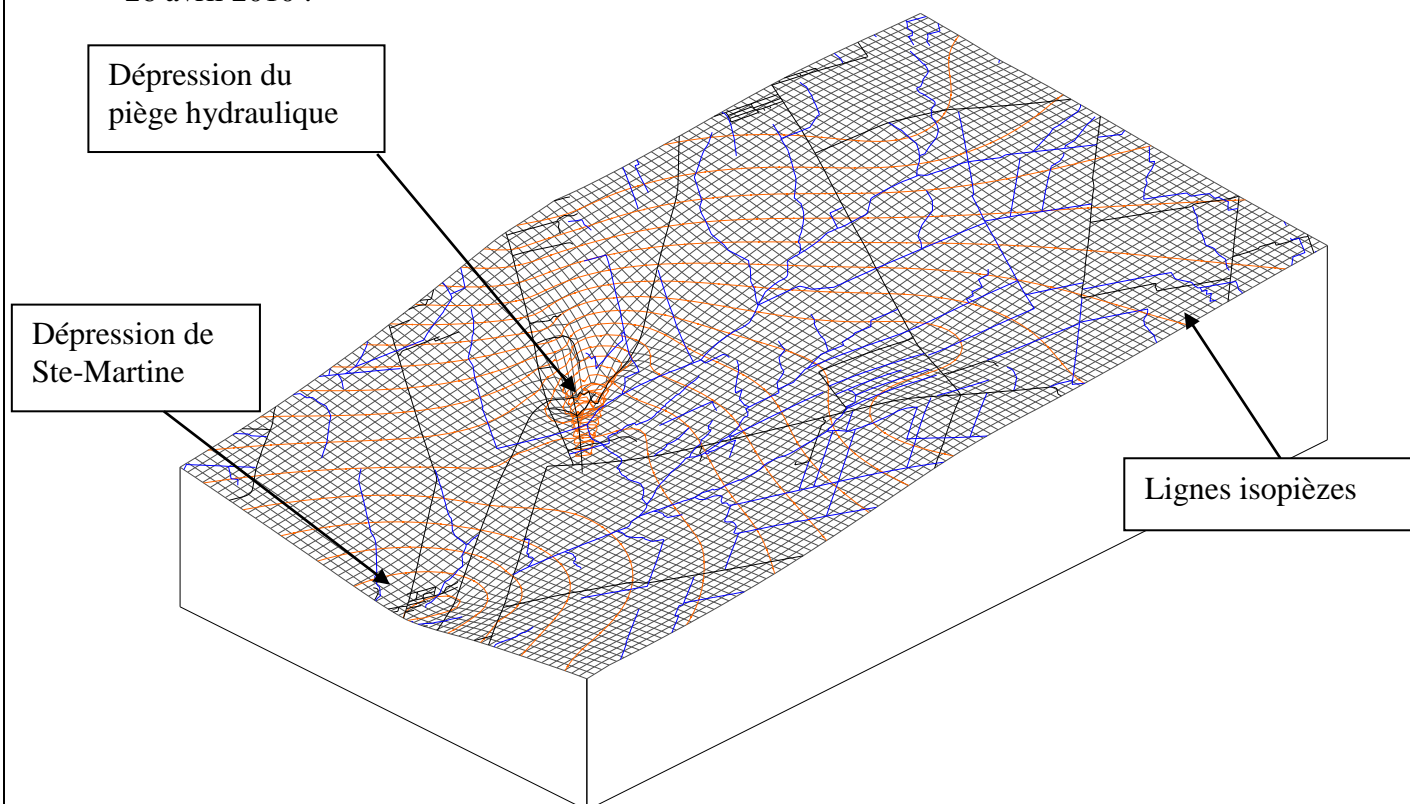 Dépression du
piège hydraulique
Dépression de
Ste-Martine
Lignes isopièzes